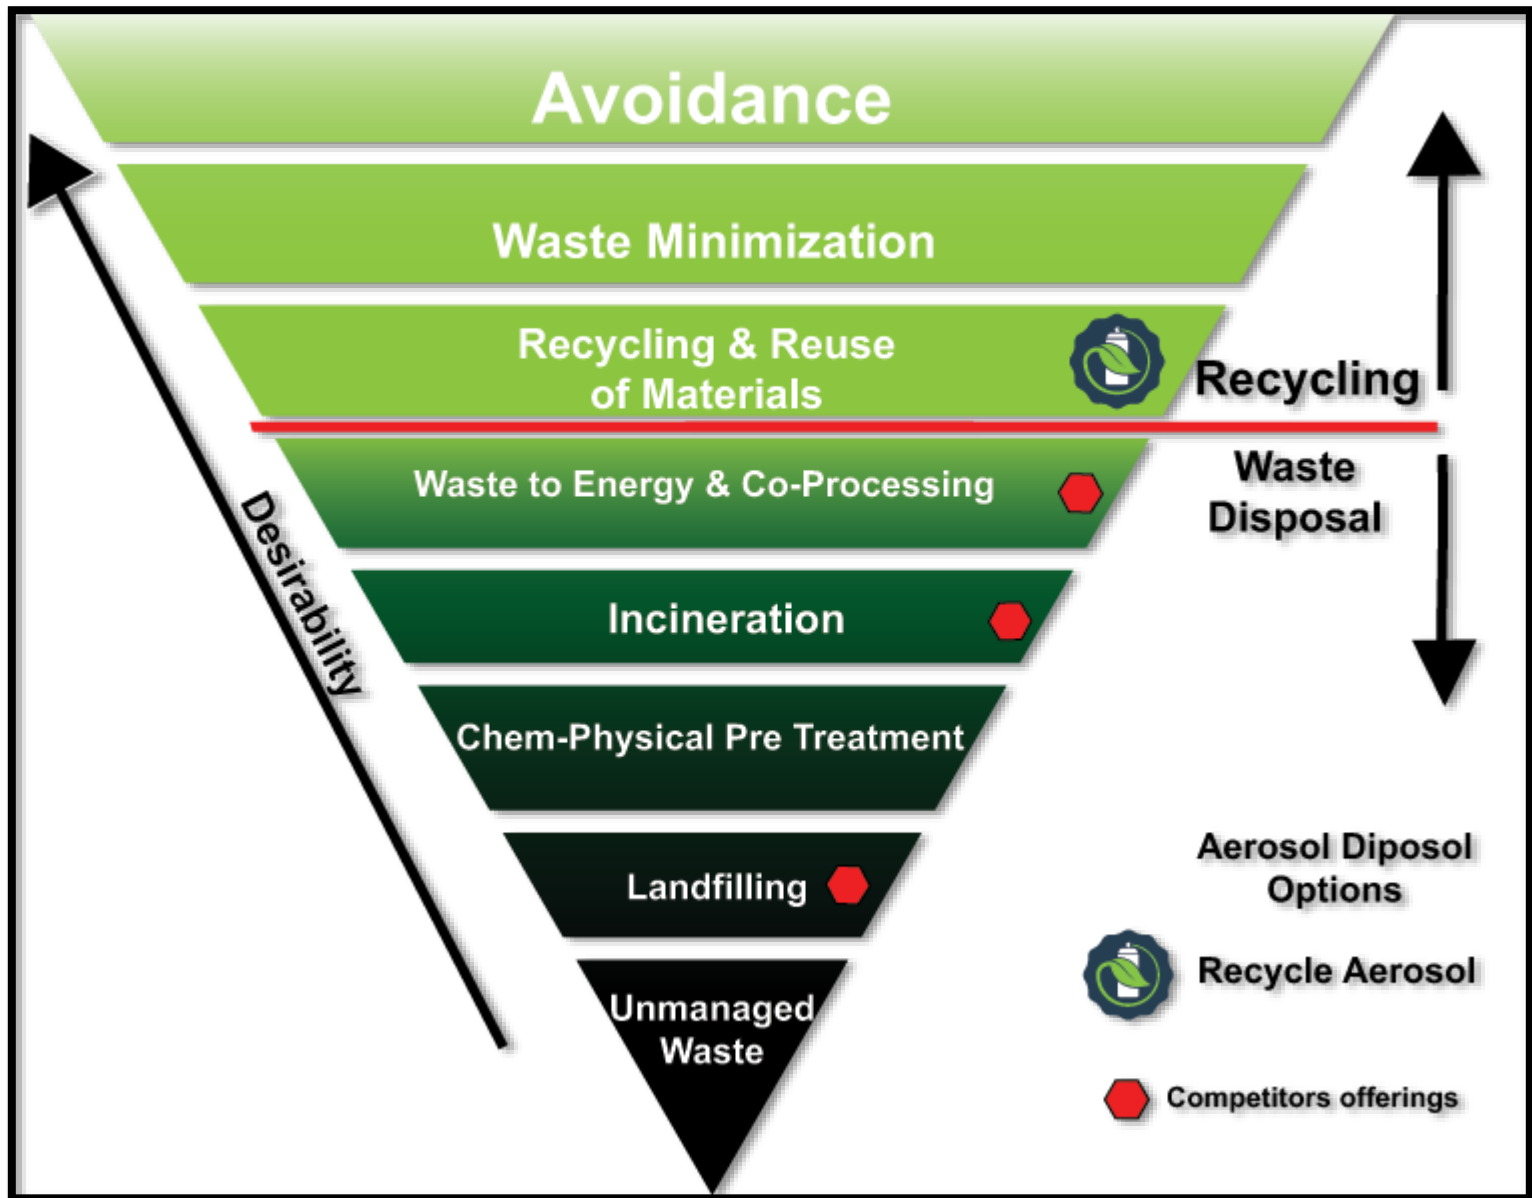 Avoidance
Waste Minimization
Recycling & Reuse
of Materials
Recycling
Waste to Energy & Co-Processing
Waste
Disposal
Desirability
Incineration
Chem-Physical Pre Treatment
Landfilling
Aerosol Diposol
Options
Unmanaged
Waste
Recycle Aerosol
Competitors offerings